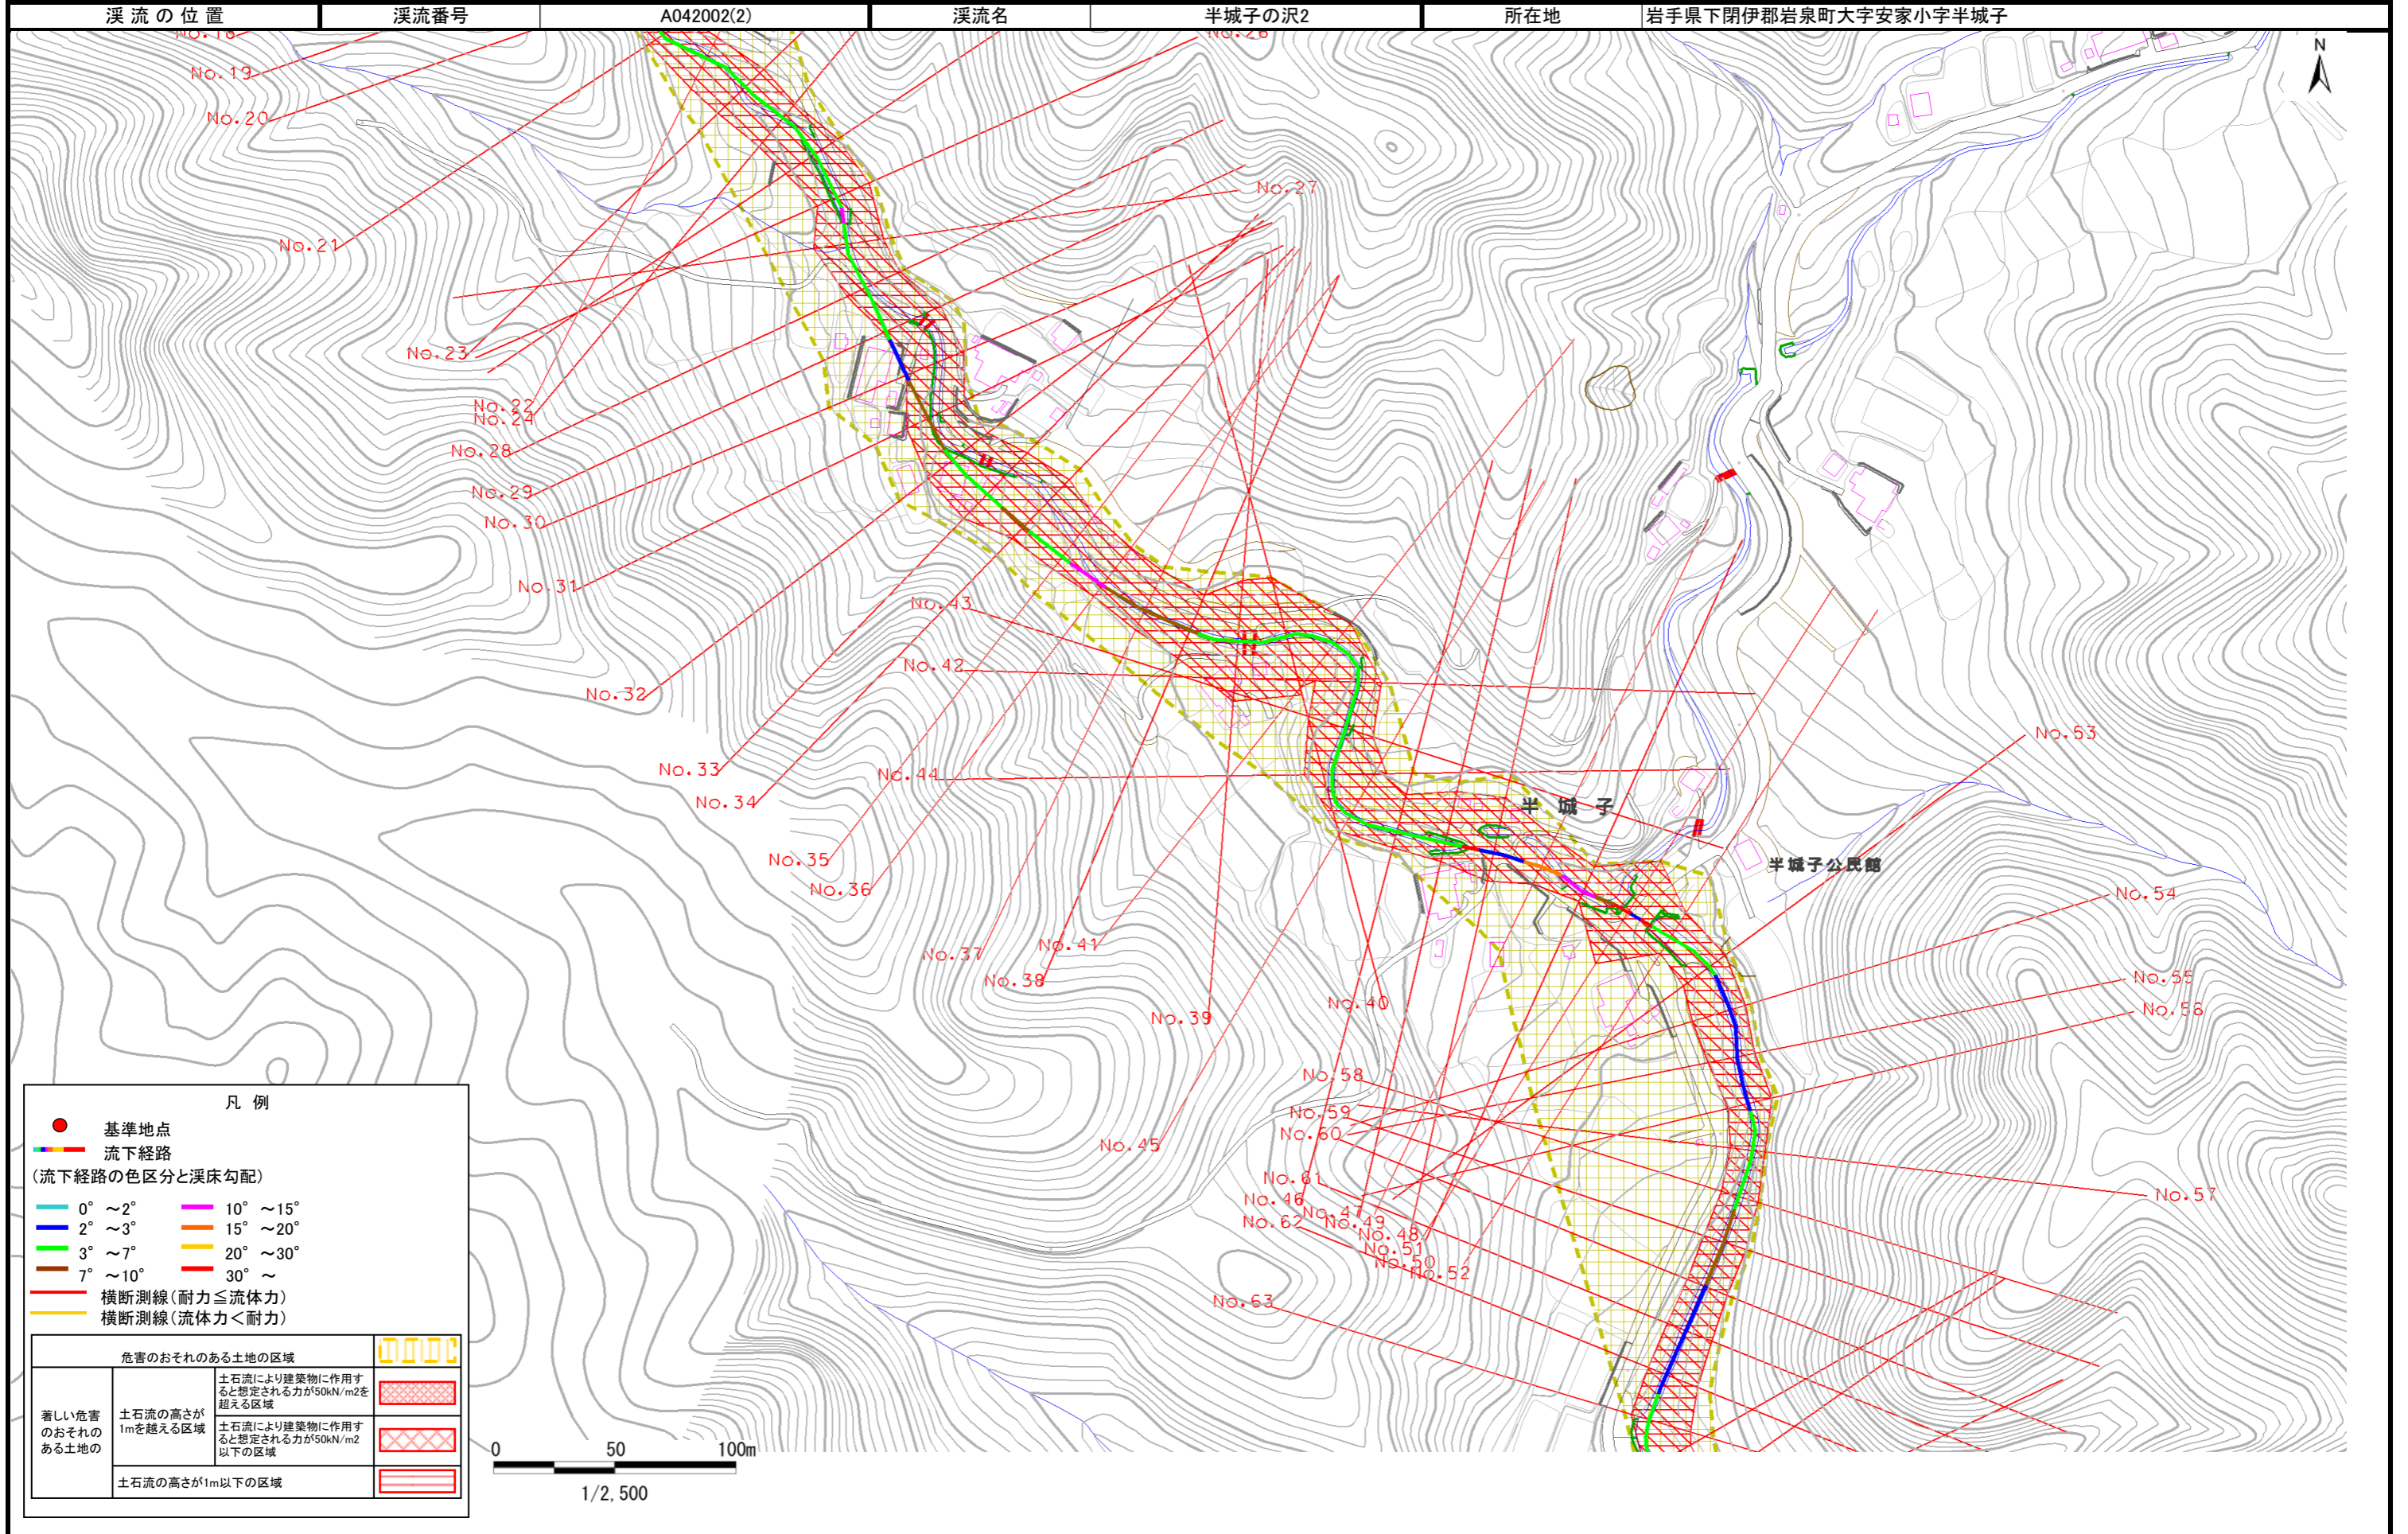 渓流の位置 渓流番号 A042002(2) 渓流名 半城子の沢2 所在地 岩手県下閉伊郡岩泉町大字安家小字半城子
No.18
No.26
N
No.19
No.20
No.27
No.21
No.23
No.22
No.24
No.28
No.29
No.30
No.31
No.43
No.42
No.32
No.53
No.33
No.44
No.34
半城子
No.35
半城子公民館
No.36
No.54
No.41
No.37
No.38
No.55
No.40
No.39
No.56
No.58
No.59
No.60
No.45
No.61
No.57
No.46
No.47
No.62
No.49
No.48
No.51
No.50
No.52
No.63
凡例
基準地点
流下経路
(流下経路の色区分と渓床勾配)
0° ～2° 10° ～15°
2° ～3° 15° ～20°
3° ～7° 20° ～30°
7° ～10° 30° ～
横断測線(耐力≦流体力)
横断測線(流体力＜耐力)
危害のおそれのある土地の区域
著しい危害
のおそれの
ある土地の
土石流の高さが
1mを越える区域
土石流により建築物に作用す
ると想定される力が50kN/m2を
超える区域
土石流により建築物に作用す
ると想定される力が50kN/m2
以下の区域
土石流の高さが1m以下の区域
0 50 100m
1/2,500